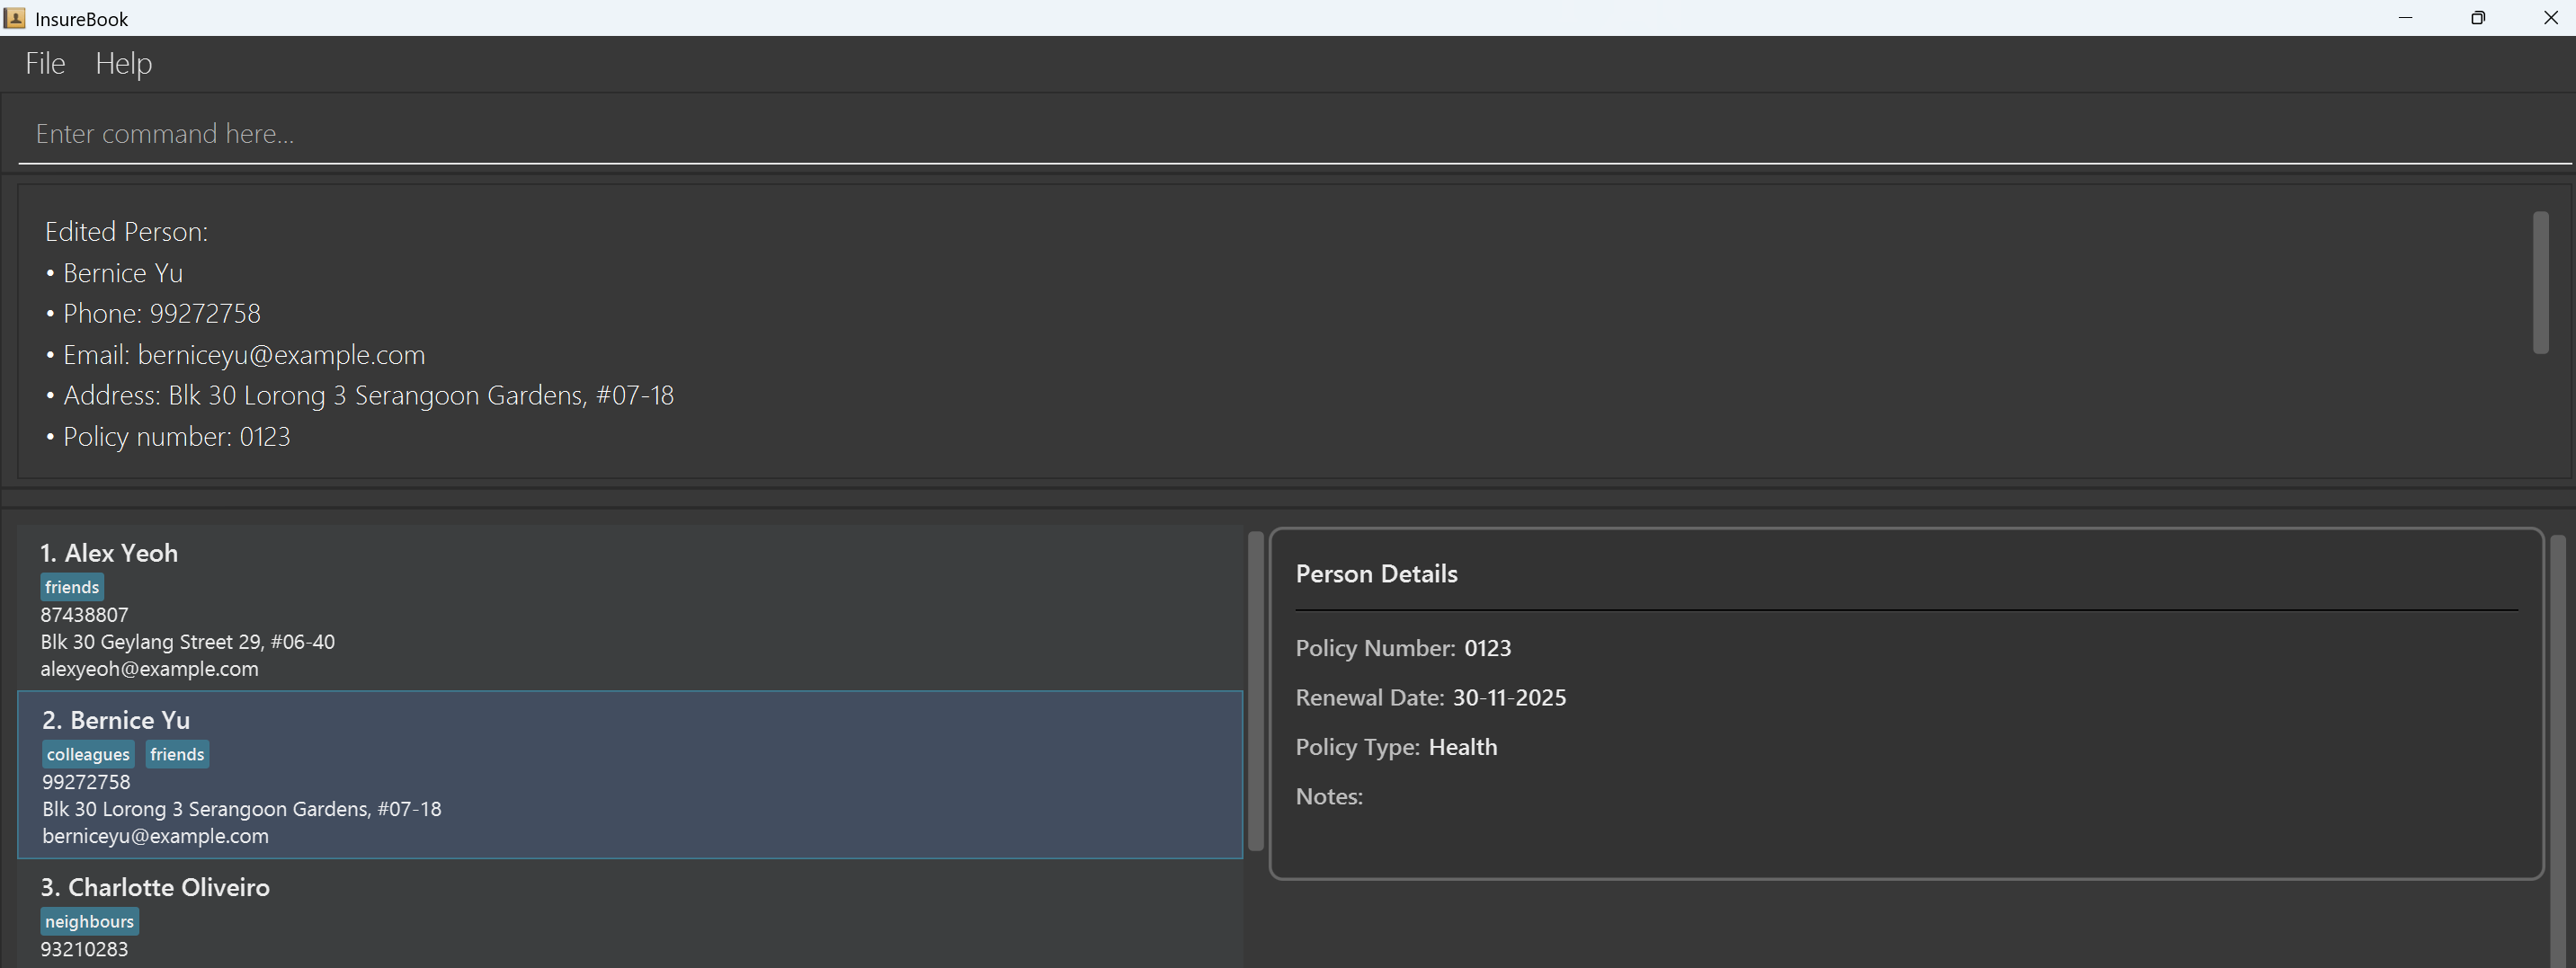 InsureBook
File Help
Enter command here...
Edited Person:
• Bernice Yu
• Phone: 99272758
• Email: berniceyu@example.com
• Address: Blk 30 Lorong 3 Serangoon Gardens, #07-18
• Policy number: 0123
1. Alex Yeoh
friends
87438807
Blk 30 Geylang Street 29, #06-40
alexyeoh@example.com
2. Bernice Yu
colleagues friends
99272758
Blk 30 Lorong 3 Serangoon Gardens, #07-18
berniceyu@example.com
3. Charlotte Oliveiro
neighbours
93210283
Person Details
Policy Number: 0123
Renewal Date: 30-11-2025
Policy Type: Health
Notes: